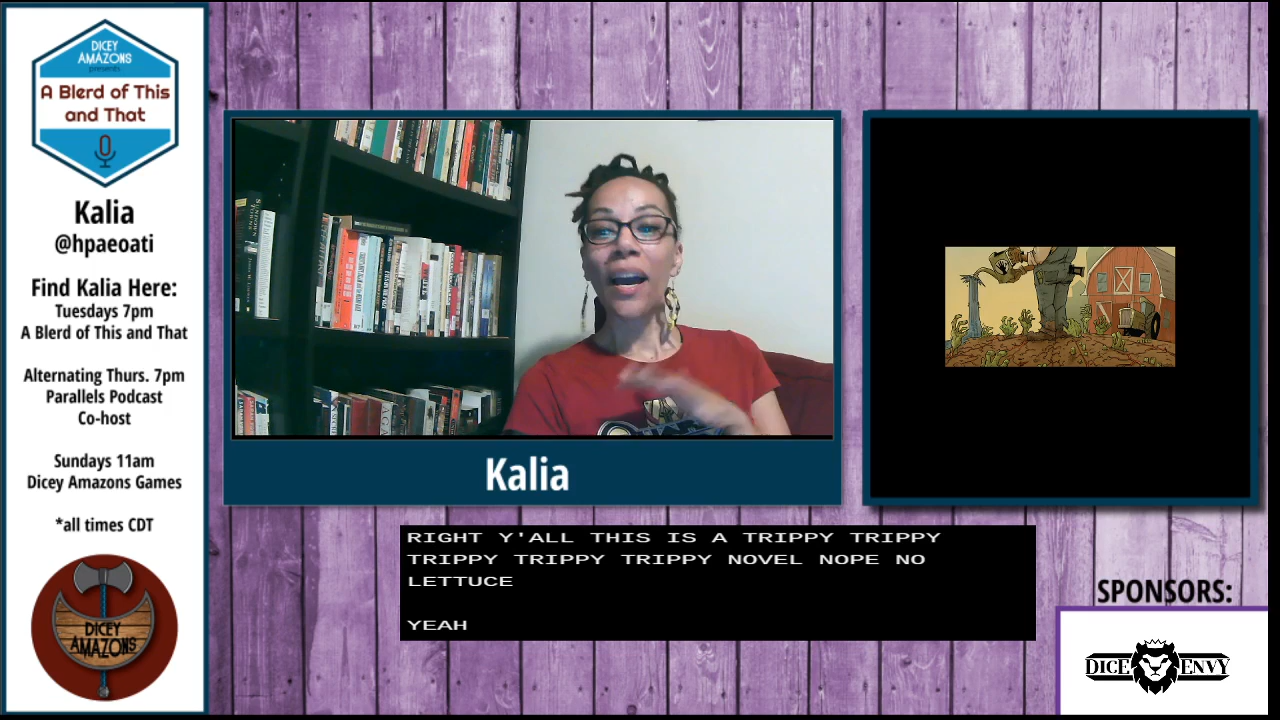 DICEY
AMAZONS
presents
A Blerd of This
and That
Kalia
@hpaeoati
Find Kalia Here:
Tuesdays 7pm
A Blerd of This and That
Alternating Thurs. 7pm
Parallels Podcast
Co-host
Sundays 11am
Dicey Amazons Games
*all times CDT
DICEY
AMAZONS
Kalia
RIGHT Y'ALL THIS IS A TRIPPY TRIPPY
TRIPPY TRIPPY TRIPPY NOVEL NOPE NO
LETTUCE
YEAH
SPONSORS:
DICE ENVY